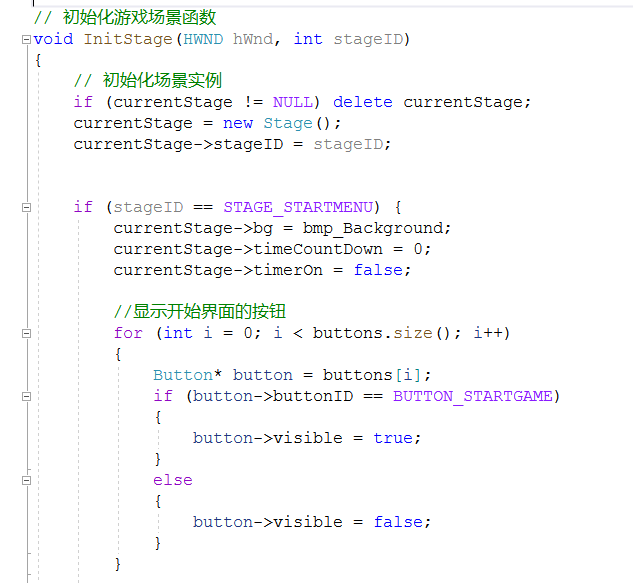 // 初始化游戏场景函数
void InitStage(HWND hWnd, int stageID)
{
    // 初始化场景实例
    if (currentStage != NULL) delete currentStage;
    currentStage = new Stage();
    currentStage->stageID = stageID;
    if (stageID == STAGE_STARTMENU) {
        currentStage->bg = bmp_Background;
        currentStage->timeCountDown = 0;
        currentStage->timerOn = false;
        //显示开始界面的按钮
        for (int i = 0; i < buttons.size(); i++)
        {
            Button* button = buttons[i];
            if (button->buttonID == BUTTON_STARTGAME)
            {
                button->visible = true;
            }
            else
            {
                button->visible = false;
            }
        }